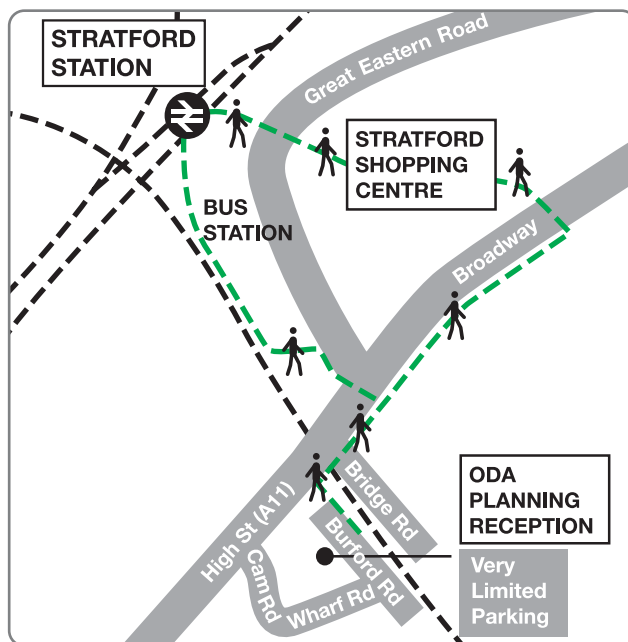 STRATFORD
STATION
Great Eastern Road
STRATFORD
SHOPPING
CENTRE
BUS
STATION
Broadway
High St (A11)
Bridge Rd
Burford Rd
Cam Rd
Wharf Rd
ODA
PLANNING
RECEPTION
Very
Limited
Parking